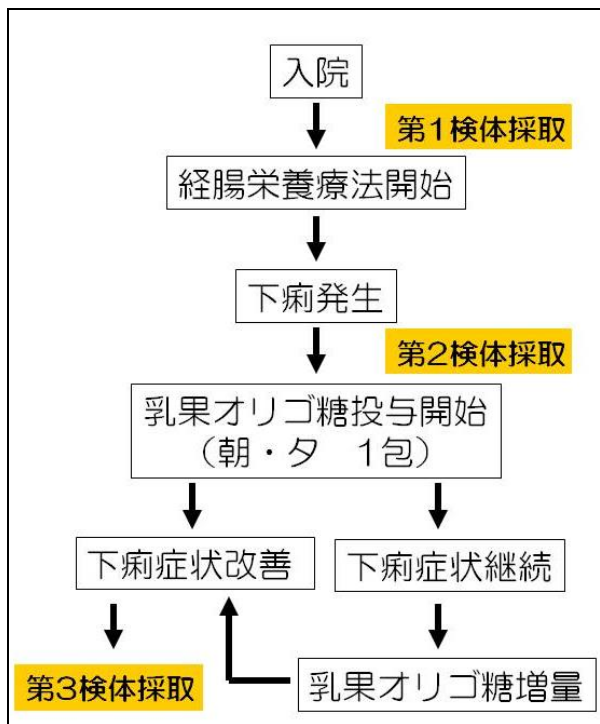 入院
第1検体採取
経腸栄養療法開始
下痢発生
第2検体採取
乳果オリゴ糖投与開始
(朝・夕　1包)
下痢症状改善
下痢症状継続
第3検体採取
乳果オリゴ糖増量